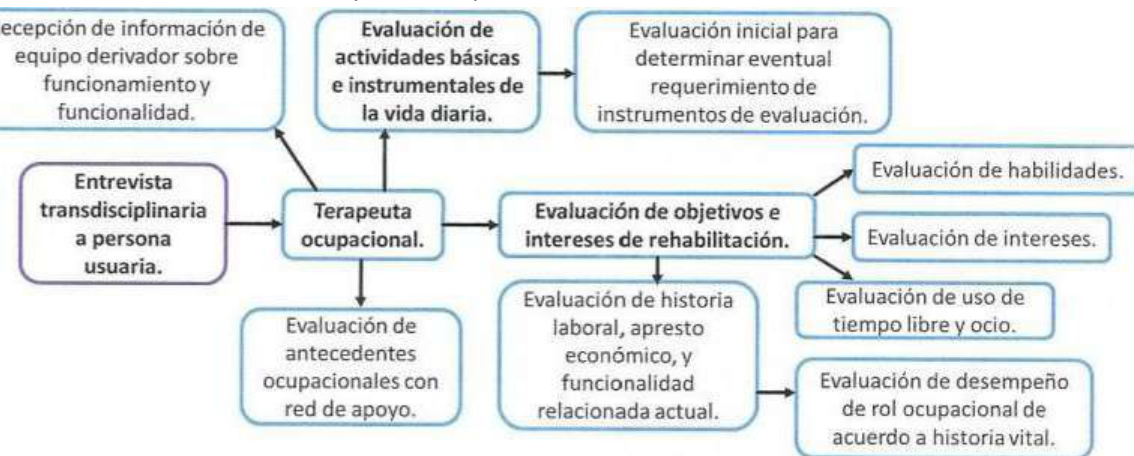 ecepción de información de
equipo derivador sobre
funcionamiento y
funcionalidad.
Evaluación de
actividades básicas
e instrumentales de
la vida diaria.
Evaluación inicial para
determinar eventual
requerimiento de
instrumentos de evaluación.
Entrevista
transdisciplinaria
a persona
usuaria.
Terapeuta
ocupacional.
Evaluación de objetivos e
intereses de rehabilitación.
Evaluación de habilidades.
Evaluación de intereses.
Evaluación de uso de
tiempo libre y ocio.
Evaluación de
antecedentes
ocupacionales con
red de apoyo.
Evaluación de historia
laboral, apresto
económico, y
funcionalidad
relacionada actual.
Evaluación de desempeño
de rol ocupacional de
acuerdo a historia vital.